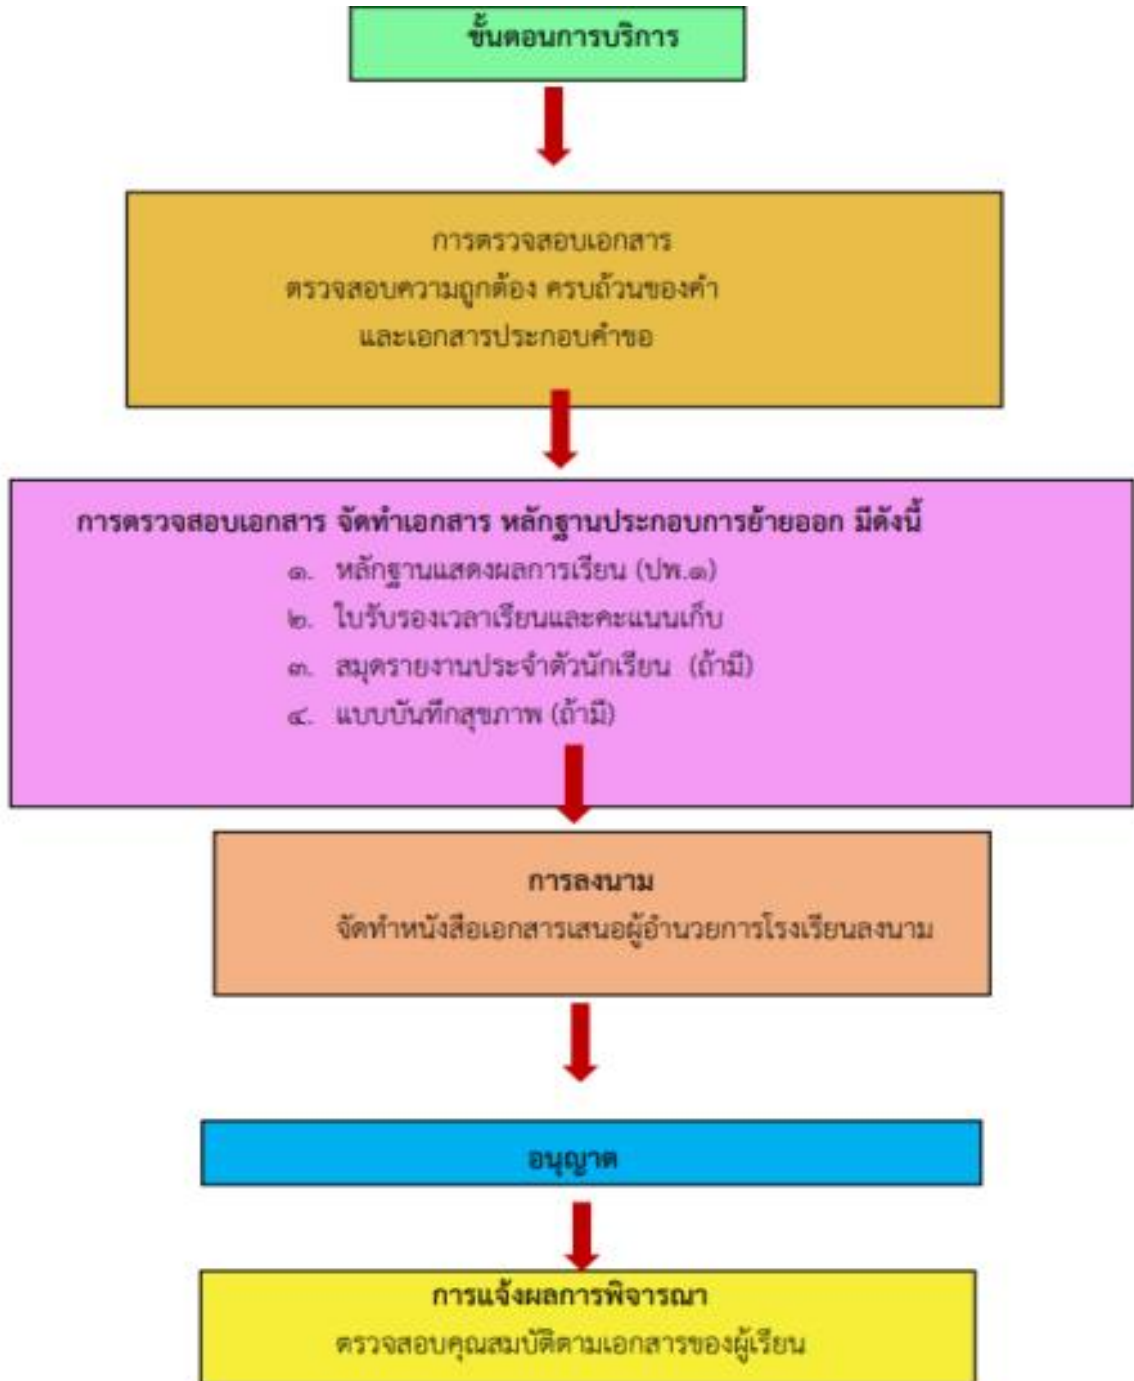 ขั้นตอนการบริการ
การตรวจสอบเอกสาร
ตรวจสอบความถูกต้อง ครบถ้วนของคำ
และเอกสารประกอบคำขอ
การตรวจสอบเอกสาร จัดทำเอกสาร หลักฐานประกอบการย้ายออก มีดังนี้
๑. หลักฐานแสดงผลการเรียน (ปพ.๑)
๒. ใบรับรองเวลาเรียนและคะแนนเก็บ
๓. สมุดรายงานประจำตัวนักเรียน (ถ้ามี)
๔. แบบบันทึกสุขภาพ (ถ้ามี)
การลงนาม
จัดทำหนังสือเอกสารเสนอผู้อำนวยการโรงเรียนลงนาม
อนุญาต
การแจ้งผลการพิจารณา
ตรวจสอบคุณสมบัติตามเอกสารของผู้เรียน